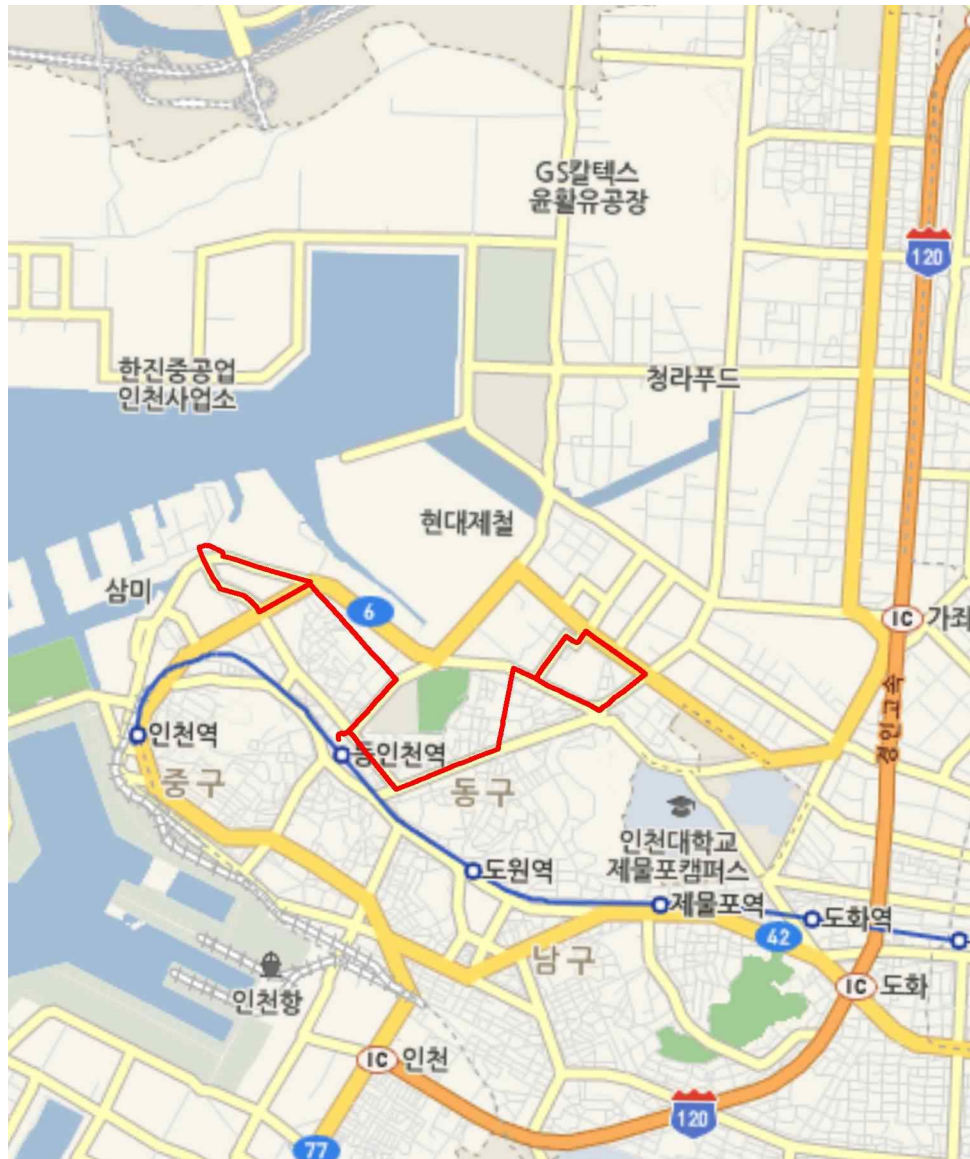 GS칼텍스
윤활유공장
120
한진중공업
인천사업소
청라푸드
현대제철
삼미
6
IC 가좌
경인고속
인천역
동인천역
중구
동구
인천대학교
제물포캠퍼스
도원역
제물포역
도화역
42
남구
인천항
IC 도화
IC 인천
120
77